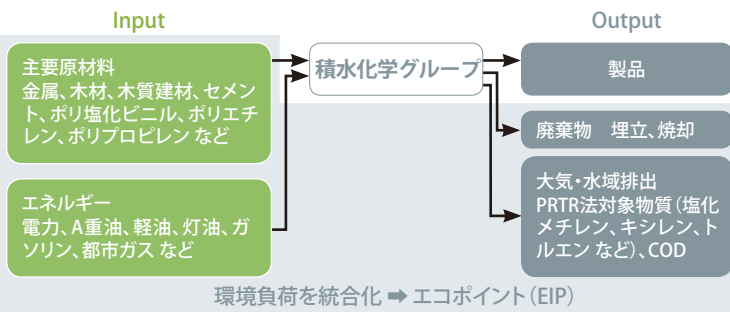 Input
主要原材料
金属、木材、木質建材、セメン
ト、ポリ塩化ビニル、ポリエチ
レン、ポリプロピレン など
エネルギー
電力、A重油、軽油、灯油、ガ
ソリン、都市ガス など
積水化学グループ
Output
製品
廃棄物　埋立、焼却
大気・水域排出
PRTR法対象物質（塩化
メチレン、キシレン、ト
ルエン など）、COD
環境負荷を統合化 ➡ エコポイント（EIP）